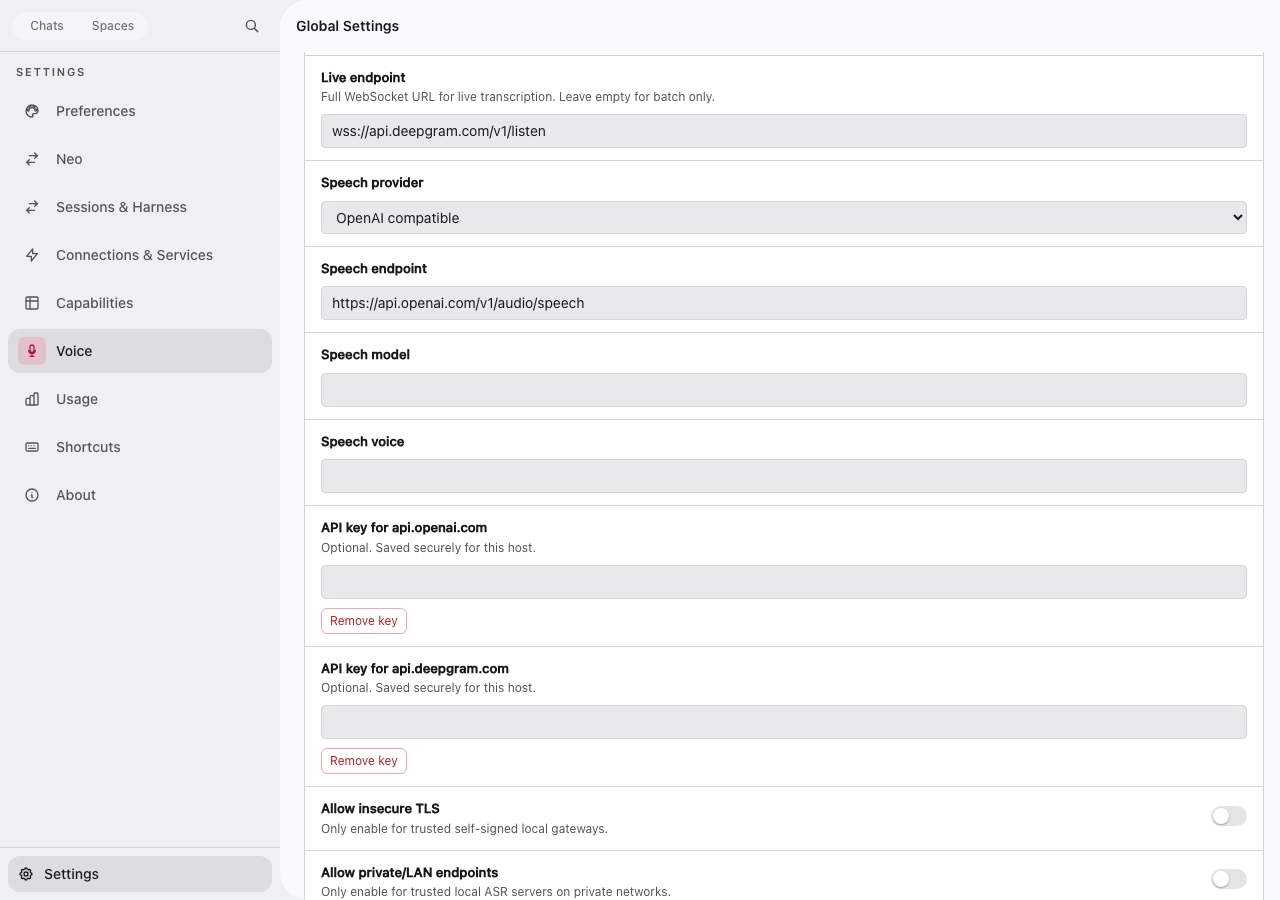 Chats
Spaces
SETTINGS
Preferences
Neo
Sessions & Harness
Connections & Services
Capabilities
Voice
Usage
Shortcuts
About
Settings
Global Settings
Live endpoint
Full WebSocket URL for live transcription. Leave empty for batch only.
wss://api.deepgram.com/v1/listen
Speech provider
OpenAI compatible
Speech endpoint
https://api.openai.com/v1/audio/speech
Speech model
Speech voice
API key for api.openai.com
Optional. Saved securely for this host.
Remove key
API key for api.deepgram.com
Optional. Saved securely for this host.
Remove key
Allow insecure TLS
Only enable for trusted self-signed local gateways.
Allow private/LAN endpoints
Only enable for trusted local ASR servers on private networks.